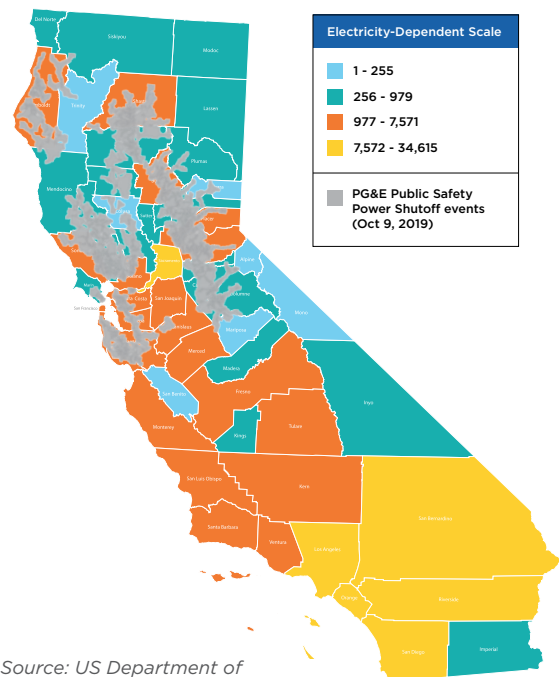 Electricity-Dependent Scale
1 - 255
256 - 979
977 - 7,571
7,572 - 34,615
PG&E Public Safety
Power Shutoff events
(Oct 9, 2019)
Del Norte
Siskiyou
Modoc
Trinity
Lassen
Plumas
Mendocino
Alpine
Mono
San Joaquin
Mariposa
Merced
Madera
San Benito
Fresno
Inyo
Monterey
Kings
Tulare
San Luis Obispo
Kern
Santa Barbara
Ventura
San Bernardino
Los Angeles
Orange
Riverside
San Diego
Imperial
Source: US Department of